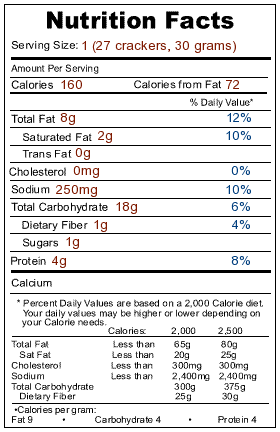 Nutrition Facts
Serving Size: 1 (27 crackers, 30 grams)
Amount Per Serving
Calories 160 Calories from Fat 72
% Daily Value*
Total Fat 8g 12%
Saturated Fat 2g 10%
Trans Fat 0g
Cholesterol 0mg 0%
Sodium 250mg 10%
Total Carbohydrate 18g 6%
Dietary Fiber 1g 4%
Sugars 1g
Protein 4g 8%
Calcium
* Percent Daily Values are based on a 2,000 Calorie diet.
Your daily values may be higher or lower depending on
your Calorie needs.
Calories: 2,000 2,500
Total Fat Less than 65g 80g
Sat Fat Less than 20g 25g
Cholesterol Less than 300mg 300mg
Sodium Less than 2,400mg 2,400mg
Total Carbohydrate 300g 375g
Dietary Fiber 25g 30g
•Calories per gram:
Fat 9 • Carbohydrate 4 • Protein 4